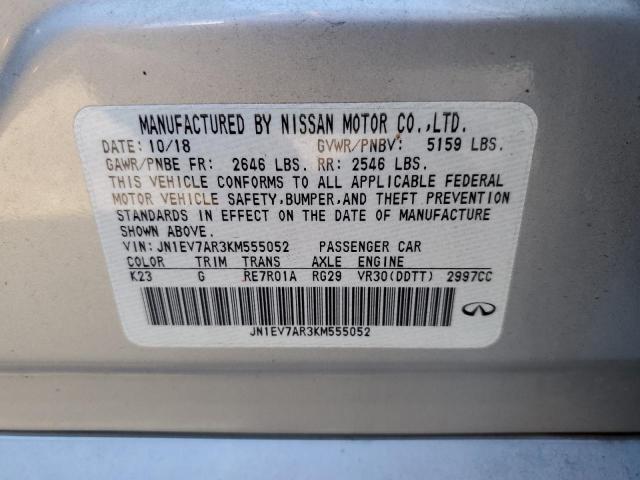 MANUFACTURED BY NISSAN MOTOR CO.,LTD.
DATE: 10/18 GVWR/PNBV: 5159 LBS.
GAWR/PNBE FR: 2646 LBS. RR: 2546 LBS.
THIS VEHICLE CONFORMS TO ALL APPLICABLE FEDERAL
MOTOR VEHICLE SAFETY,BUMPER,AND THEFT PREVENTION
STANDARDS IN EFFECT ON THE DATE OF MANUFACTURE
SHOWN ABOVE.
VIN: JN1EV7AR3KM555052 PASSENGER CAR
COLOR TRIM TRANS AXLE ENGINE
K23 G RE7R01A RG29 VR30(DDTT) 2997CC
JN1EV7AR3KM555052